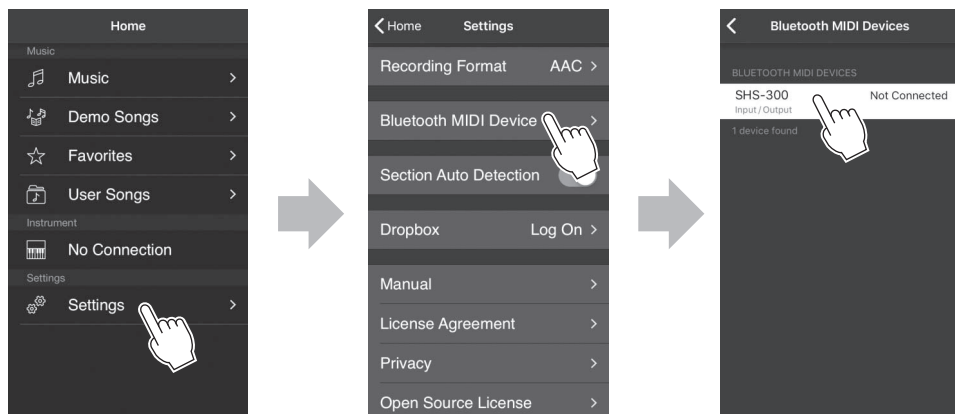 Home
Music
Music
Demo Songs
Favorites
User Songs
Instrument
No Connection
Settings
Settings
Home Settings
Recording Format AAC
Bluetooth MIDI Device
Section Auto Detection
Dropbox Log On
Manual
License Agreement
Privacy
Open Source License
Bluetooth MIDI Devices
BLUETOOTH MIDI DEVICES
SHS-300 Not Connected
Input/Output
1 device found